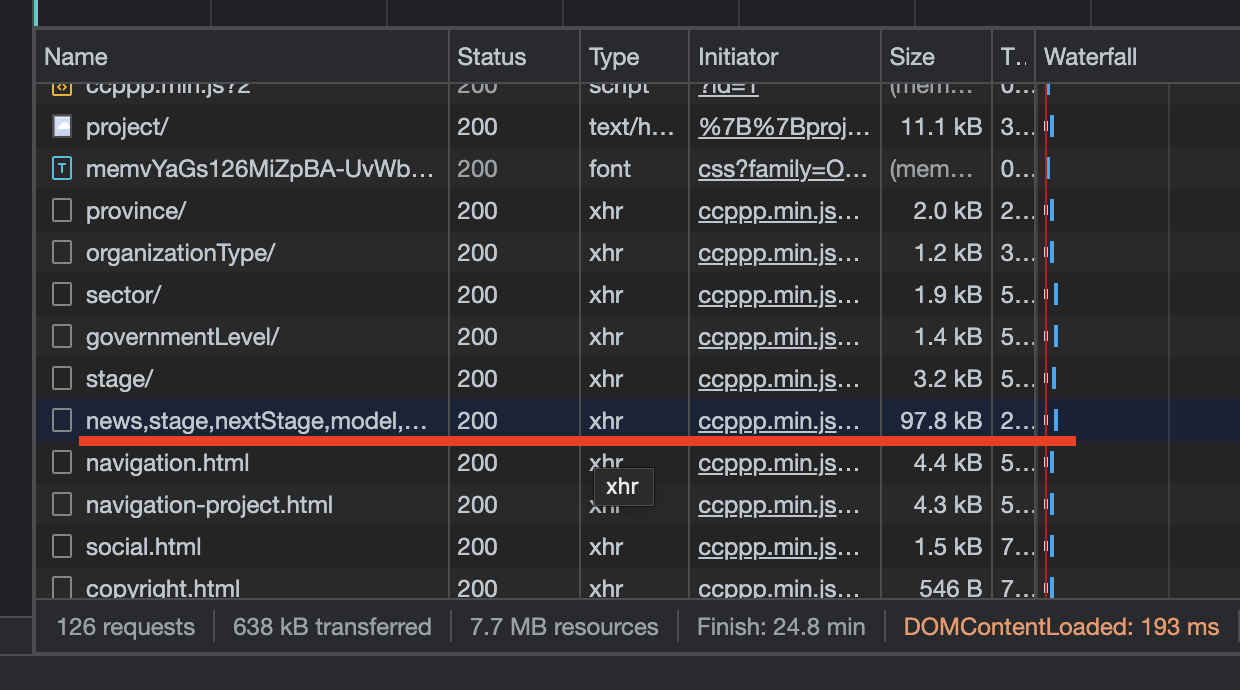 Name Status Type Initiator Size T.. Waterfall
ccppp.min.js?2 200 script ?id=1 (mem... 0...
project/ 200 text/h... %7B%7Bproj... 11.1 kB 3...
T memvYaGs126MiZpBA-UvWb... 200 font css?family=O... (mem... 0...
province/ 200 xhr ccppp.min.js... 2.0 kB 2...
organizationType/ 200 xhr ccppp.min.js... 1.2 kB 3...
sector/ 200 xhr ccppp.min.js... 1.9 kB 5...
governmentLevel/ 200 xhr ccppp.min.js... 1.4 kB 5...
stage/ 200 xhr ccppp.min.js... 3.2 kB 5...
news,stage,nextStage,model,... 200 xhr ccppp.min.js... 97.8 kB 2...
navigation.html 200 xhr ccppp.min.js... 4.4 kB 5...
xhr
navigation-project.html 200 xhr ccppp.min.js... 4.3 kB 5...
social.html 200 xhr ccppp.min.js... 1.5 kB 7...
copyright.html 200 xhr ccppp.min.js... 546 B 7...
126 requests 638 kB transferred 7.7 MB resources Finish: 24.8 min DOMContentLoaded: 193 ms